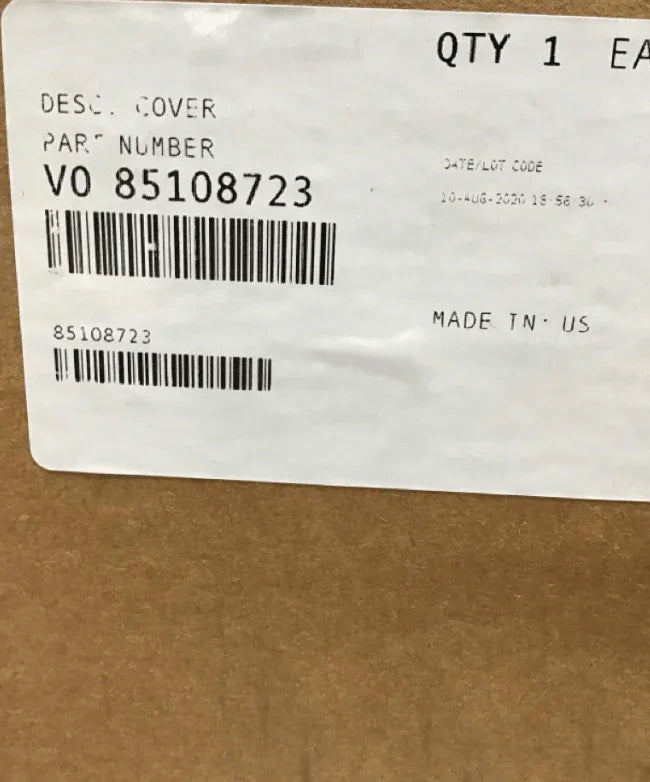 QTY 1 EA
DESC. COVER
PART NUMBER
VO 85108723
DATE/LOT CODE
10-AUG-2020 18:56:30
85108723
MADE IN: US